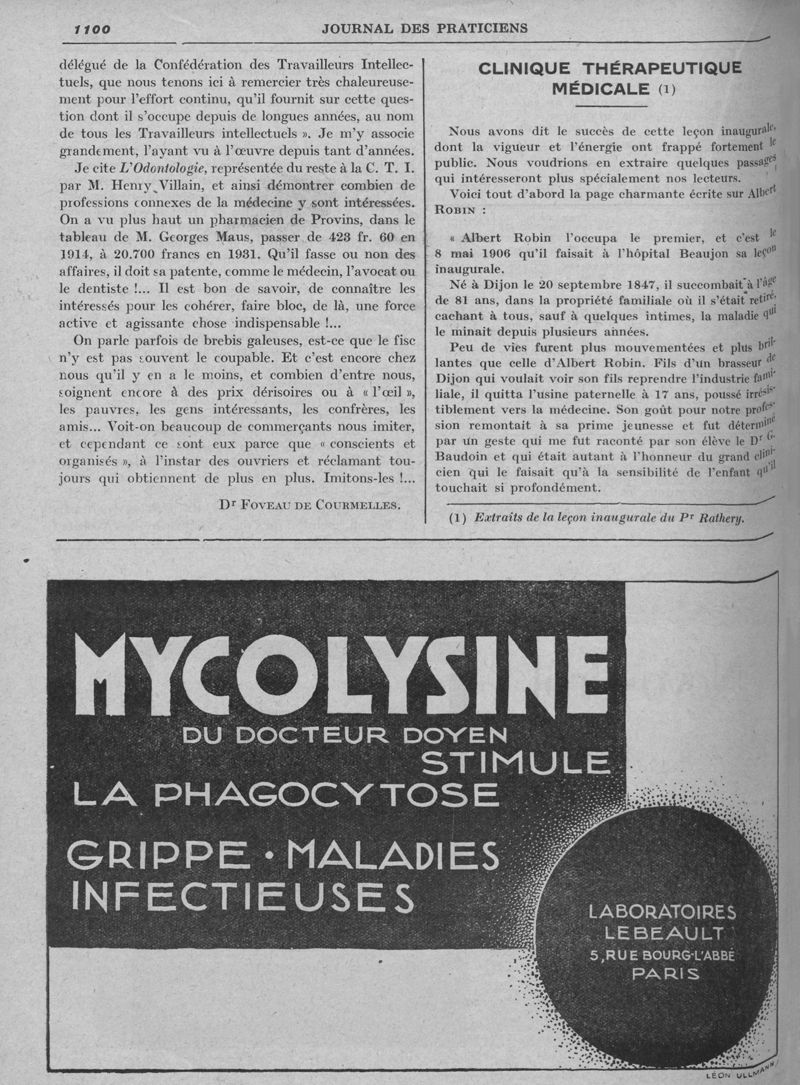 1100
JOURNAL DES PRATICIENS
délégué de la Confédération des Travailleurs Intellec-
tuels, que nous tenons ici à remercier très chaleureuse-
ment pour l'effort continu, qu'il fournit sur cette ques-
tion dont il s'occupe depuis de longues années, au nom
de tous les Travailleurs intellectuels ». Je m'y associe
grandement, l'ayant vu à l'œuvre depuis tant d'années.
Je cite L'Odontologie, représentée du reste à la C. T. I.
par M. Henry Villain, et ainsi démontrer combien de
professions connexes de la médecine y sont intéressées.
On a vu plus haut un pharmacien de Provins, dans le
tableau de M. Georges Maus, passer de 423 fr. 60 en
1914, à 20.700 francs en 1931. Qu'il fasse ou non des
affaires, il doit sa patente, comme le médecin, l'avocat ou
le dentiste !... Il est bon de savoir, de connaître les
intéressés pour les cohérer, faire bloc, de là, une force
active et agissante chose indispensable !...
On parle parfois de brebis galeuses, est-ce que le fisc
n'y est pas souvent le coupable. Et c'est encore chez
nous qu'il y en a le moins, et combien d'entre nous,
soignent encore à des prix dérisoires ou à « l'œil »,
les pauvres, les gens intéressants, les confrères, les
amis... Voit-on beaucoup de commerçants nous imiter,
et cependant ce sont eux parce que « conscients et
organisés », à l'instar des ouvriers et réclamant tou-
jours qui obtiennent de plus en plus. Imitons-les !...
Dr FOVEAU DE COURMELLES.
CLINIQUE THÉRAPEUTIQUE
MÉDICALE (1)
Nous avons dit le succès de cette leçon inaugurale,
dont la vigueur et l'énergie ont frappé fortement le
public. Nous voudrions en extraire quelques passages
qui intéresseront plus spécialement nos lecteurs.
Voici tout d'abord la page charmante écrite sur Albert
ROBIN :
« Albert Robin l'occupa le premier, et c'est le
8 mai 1906 qu'il faisait à l'hôpital Beaujon sa leçon
inaugurale.
Né à Dijon le 20 septembre 1847, il succombait à l'âge
de 81 ans, dans la propriété familiale où il s'était retiré,
cachant à tous, sauf à quelques intimes, la maladie qui
le minait depuis plusieurs années.
Peu de vies furent plus mouvementées et plus bril-
lantes que celle d'Albert Robin. Fils d'un brasseur de
Dijon qui voulait voir son fils reprendre l'industrie fami-
liale, il quitta l'usine paternelle à 17 ans, poussé irrésis-
tiblement vers la médecine. Son goût pour notre profes-
sion remontait à sa prime jeunesse et fut déterminé
par un geste qui me fut raconté par son élève le Dr G.
Baudoin et qui était autant à l'honneur du grand clini-
cien qui le faisait qu'à la sensibilité de l'enfant qu'il
touchait si profondément.
(1) Extraits de la leçon inaugurale du Pr Rathery.
MYCOLYSINE
DU DOCTEUR DOYEN
STIMULE
LA PHAGOCYTOSE
GRIPPE • MALADIES
INFECTIEUSES
LABORATOIRES
LEBEAULT
5, RUE BOURG-L'ABBÉ
PARIS
LÉON ULLMANN